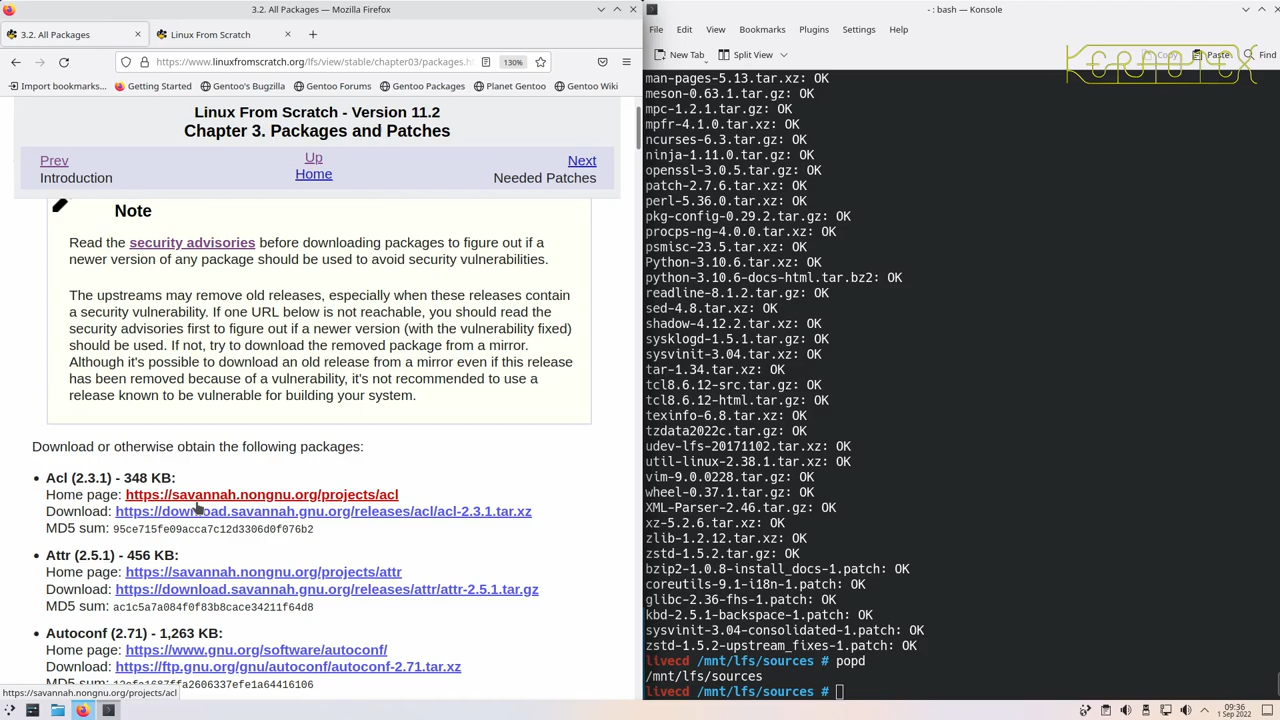 3.2. All Packages — Mozilla Firefox
3.2. All Packages
Linux From Scratch
https://www.linuxfromscratch.org/lfs/view/stable/chapter03/packag
130%
Import bookmarks...
Getting Started
Gentoo's Bugzilla
Gentoo Forums
Gentoo Packages
Planet Gentoo
Gentoo Wiki
Linux From Scratch - Version 11.2
Chapter 3. Packages and Patches
Prev
Introduction
Up
Home
Next
Needed Patches
Note
Read the security advisories before downloading packages to figure out if a
newer version of any package should be used to avoid security vulnerabilities.
The upstreams may remove old releases, especially when these releases contain
a security vulnerability. If one URL below is not reachable, you should read the
security advisories first to figure out if a newer version (with the vulnerability fixed)
should be used. If not, try to download the removed package from a mirror.
Although it's possible to download an old release from a mirror even if this release
has been removed because of a vulnerability, it's not recommended to use a
release known to be vulnerable for building your system.
Download or otherwise obtain the following packages:
Acl (2.3.1) - 348 KB:
Home page: https://savannah.nongnu.org/projects/acl
Download: https://download.savannah.gnu.org/releases/acl/acl-2.3.1.tar.xz
MD5 sum: 95ce715fe09acca7c12d3306d0f076b2
Attr (2.5.1) - 456 KB:
Home page: https://savannah.nongnu.org/projects/attr
Download: https://download.savannah.gnu.org/releases/attr/attr-2.5.1.tar.gz
MD5 sum: ac1c5a7a084f0f83b8cace34211f64d8
Autoconf (2.71) - 1,263 KB:
Home page: https://www.gnu.org/software/autoconf/
Download: https://ftp.gnu.org/gnu/autoconf/autoconf-2.71.tar.xz
MD5 sum: 12cfa1687ffa2606337efe1a64416106
https://savannah.nongnu.org/projects/acl
- : bash — Konsole
File Edit View Bookmarks Plugins Settings Help
New Tab
Split View
Copy
Paste
Find
KERNOTEX
man-pages-5.13.tar.xz: OK
meson-0.63.1.tar.gz: OK
mpc-1.2.1.tar.gz: OK
mpfr-4.1.0.tar.xz: OK
ncurses-6.3.tar.gz: OK
ninja-1.11.0.tar.gz: OK
openssl-3.0.5.tar.gz: OK
patch-2.7.6.tar.xz: OK
perl-5.36.0.tar.xz: OK
pkg-config-0.29.2.tar.gz: OK
procps-ng-4.0.0.tar.xz: OK
psmisc-23.5.tar.xz: OK
Python-3.10.6.tar.xz: OK
python-3.10.6-docs-html.tar.bz2: OK
readline-8.1.2.tar.gz: OK
sed-4.8.tar.xz: OK
shadow-4.12.2.tar.xz: OK
sysklogd-1.5.1.tar.gz: OK
sysvinit-3.04.tar.xz: OK
tar-1.34.tar.xz: OK
tcl8.6.12-src.tar.gz: OK
tcl8.6.12-html.tar.gz: OK
texinfo-6.8.tar.xz: OK
tzdata2022c.tar.gz: OK
udev-lfs-20171102.tar.xz: OK
util-linux-2.38.1.tar.xz: OK
vim-9.0.0228.tar.gz: OK
wheel-0.37.1.tar.gz: OK
XML-Parser-2.46.tar.gz: OK
xz-5.2.6.tar.xz: OK
zlib-1.2.12.tar.xz: OK
zstd-1.5.2.tar.gz: OK
bzip2-1.0.8-install_docs-1.patch: OK
coreutils-9.1-i18n-1.patch: OK
glibc-2.36-fhs-1.patch: OK
kbd-2.5.1-backspace-1.patch: OK
sysvinit-3.04-consolidated-1.patch: OK
zstd-1.5.2-upstream_fixes-1.patch: OK
livecd /mnt/lfs/sources # popd
/mnt/lfs/sources
livecd /mnt/lfs/sources #
09:36
1 Sep 2022